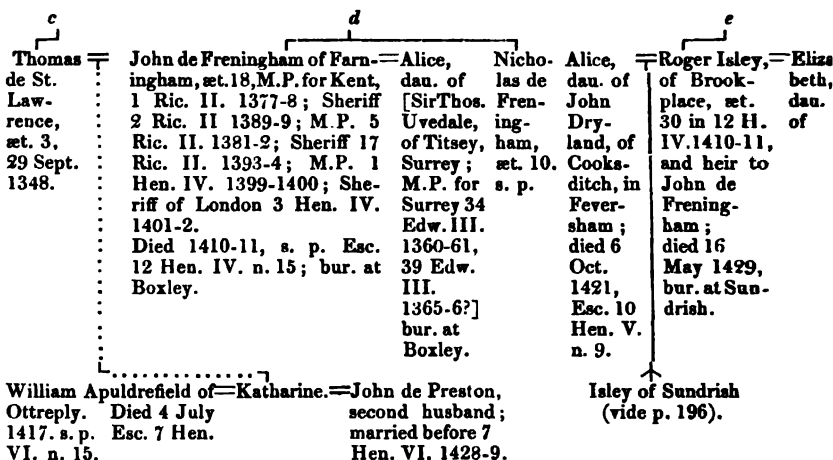 c
d
e
Thomas
de St.
Law-
rence,
æt. 3,
29 Sept.
1348.
John de Freningham of Farn-
ingham, æt. 18, M.P. for Kent,
1 Ric. II. 1377-8; Sheriff
2 Ric. II 1389-9; M.P. 5
Ric. II. 1381-2; Sheriff 17
Ric. II. 1393-4; M.P. 1
Hen. IV. 1399-1400; She-
riff of London 3 Hen. IV.
1401-2.
Died 1410-11, s. p. Esc.
12 Hen. IV. n. 15; bur. at
Boxley.
Alice,
dau. of
[Sir Thos.
Uvedale,
of Titsey,
Surrey;
M.P. for
Surrey 34
Edw. III.
1360-61,
39 Edw.
III.
1365-6?]
bur. at
Boxley.
Nicho-
las de
Fren-
ing-
ham,
æt. 10.
s. p.
Alice,
dau. of
John
Dry-
land, of
Cooks-
ditch, in
Fever-
sham;
died 6
Oct.
1421,
Esc. 10
Hen. V.
n. 9.
Roger Isley,
of Brook-
place, æt.
30 in 12 H.
IV. 1410-11,
and heir to
John de
Frening-
ham;
died 16
May 1429,
bur. at Sun-
drish.
Eliza
beth,
dau.
of
William Apuldrefield of
Ottreply. Died 4 July
1417. s. p. Esc. 7 Hen.
VI. n. 15.
Katharine.
John de Preston,
second husband;
married before 7
Hen. VI. 1428-9.
Isley of Sundrish
(vide p. 196).